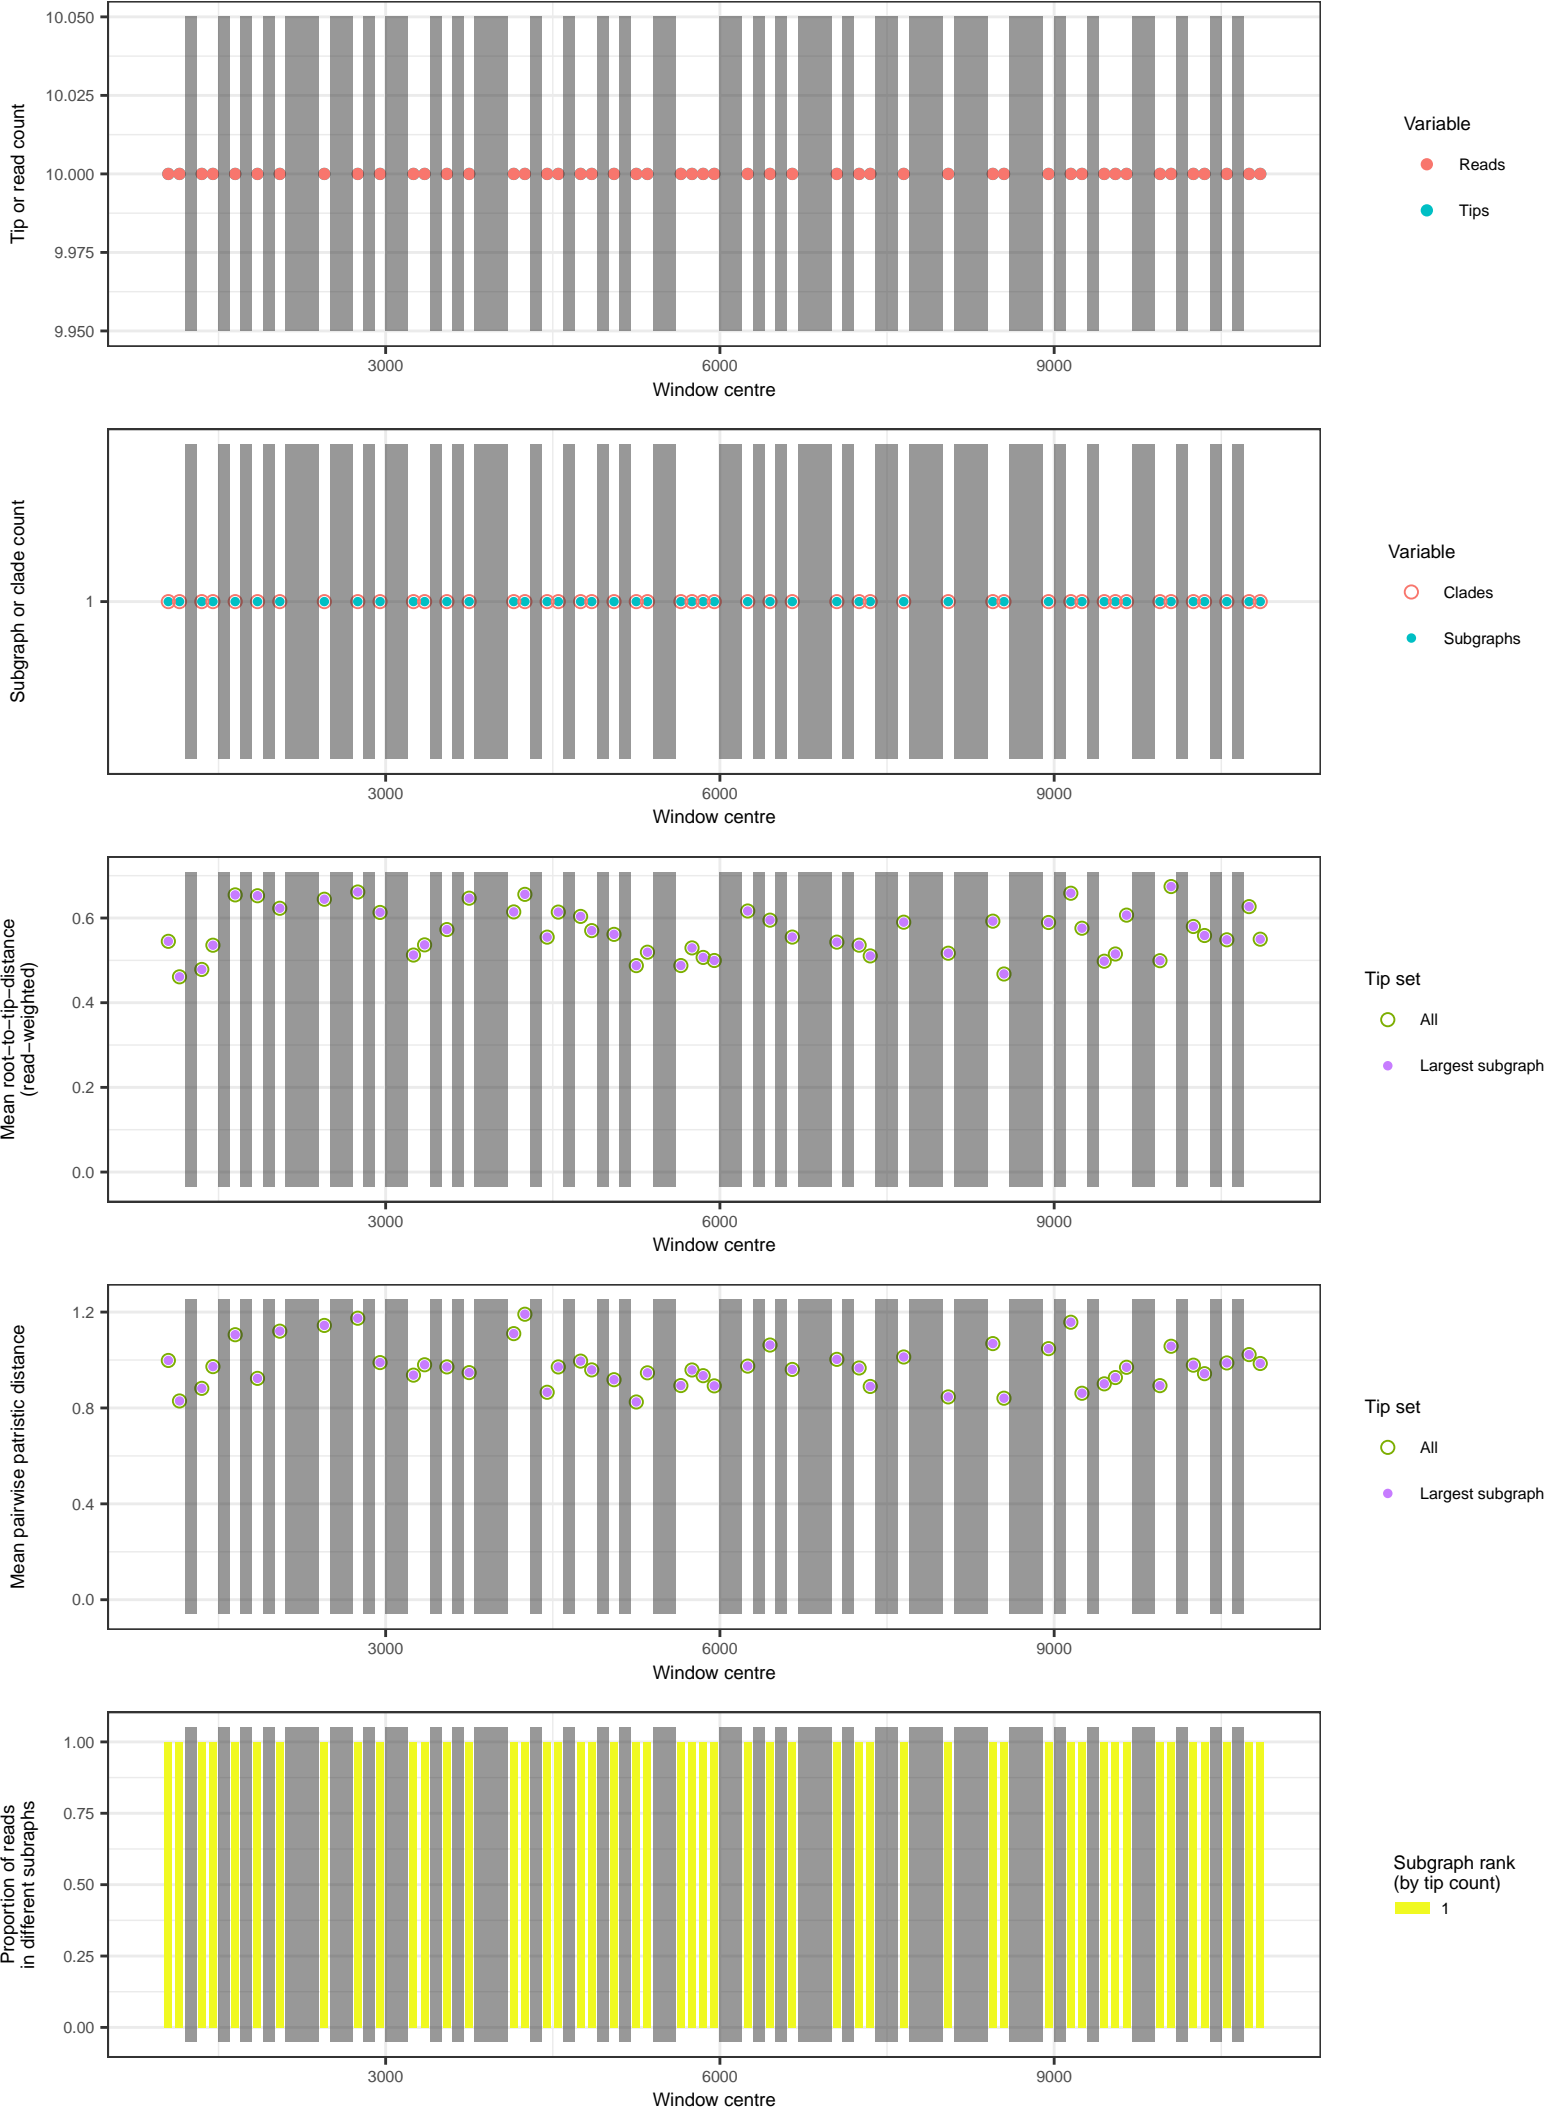 10.050
10.025
10.000
9.975
9.950
Tip or read count
3000
6000
9000
Window centre
Variable
Reads
Tips
1
Subgraph or clade count
3000
6000
9000
Window centre
Variable
Clades
Subgraphs
0.6
0.4
0.2
0.0
Mean root−to−tip−distance
(read−weighted)
3000
6000
9000
Window centre
Tip set
All
Largest subgraph
1.2
0.8
0.4
0.0
Mean pairwise patristic distance
3000
6000
9000
Window centre
Tip set
All
Largest subgraph
1.00
0.75
0.50
0.25
0.00
Proportion of reads
in different subraphs
3000
6000
9000
Window centre
Subgraph rank
(by tip count)
1